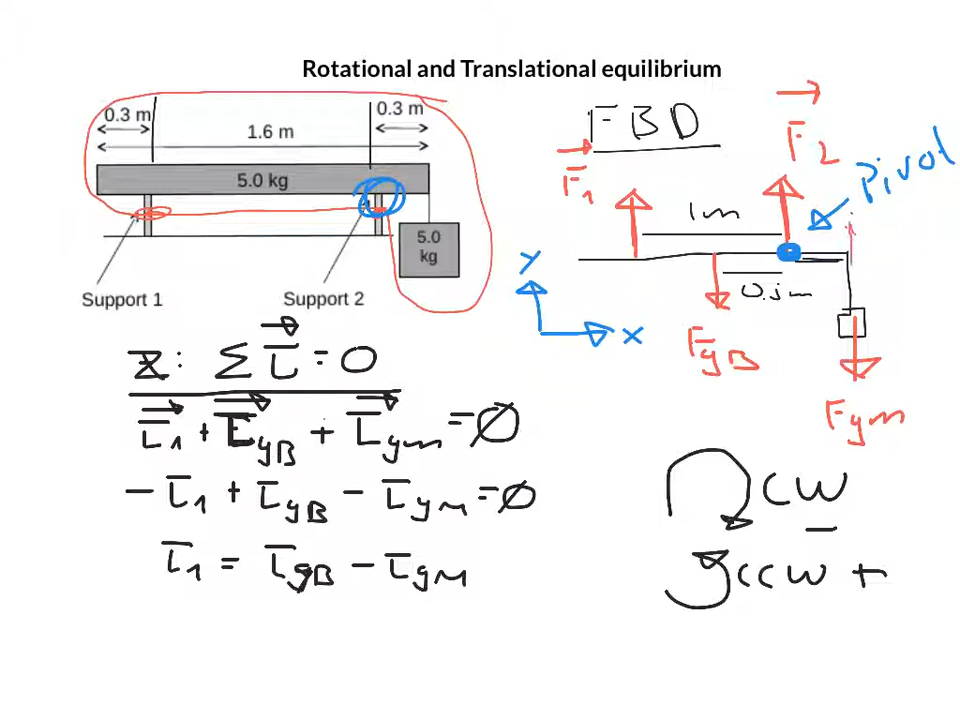 Rotational and Translational equilibrium
0.3 m
0.3 m
1.6 m
5.0 kg
5.0
kg
Support 1
Support 2
FBD
F1
F2
Pivot
1m
0.5m
FgB
FgM
Y
X
Z: Σ τ = 0
τ1 + τgB + τgM = 0
- τ1 + τgB - τgM = 0
τ1 = τgB - τgM
CW -
CCW +